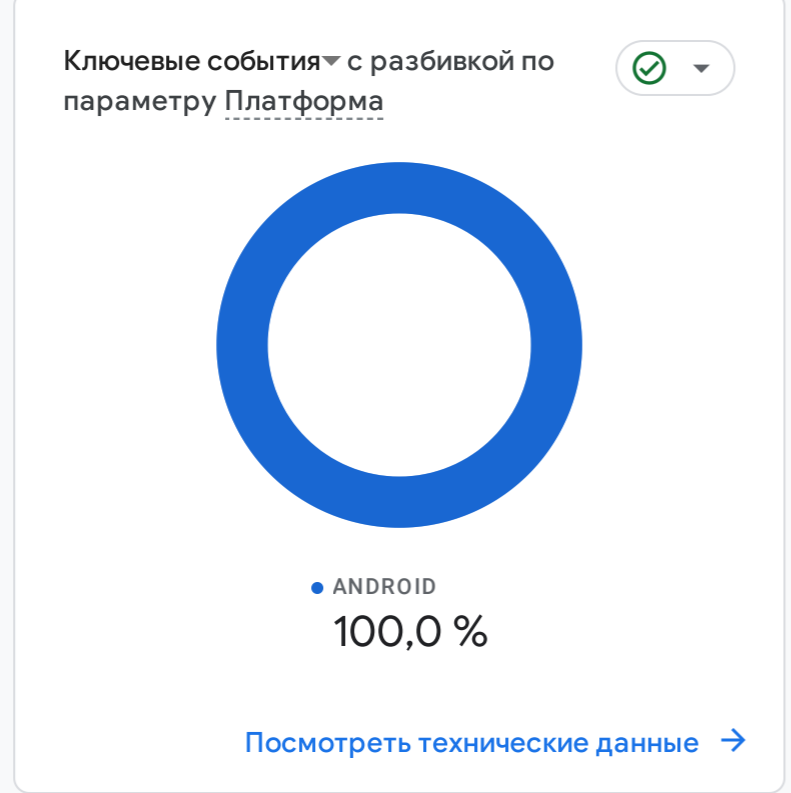 Ключевые события с разбивкой по
параметру Платформа
ANDROID
100,0 %
Посмотреть технические данные